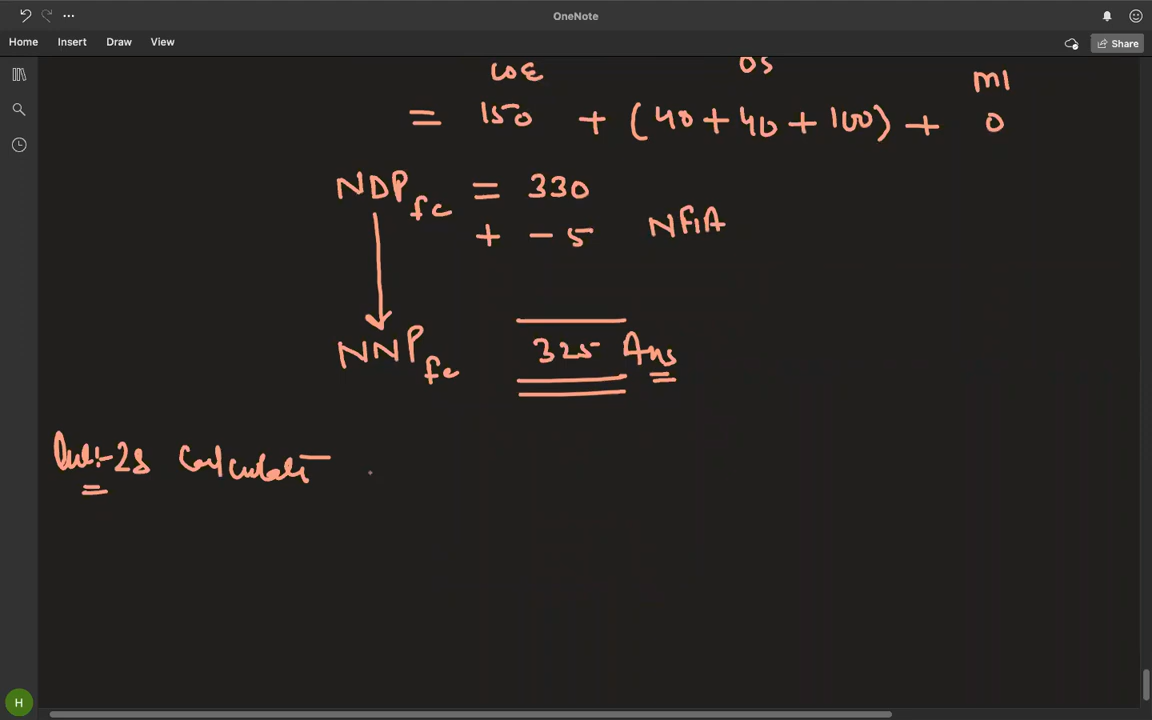 OneNote
Home Insert Draw View Share
COE OS MI
= 150 + (40 + 40 + 100) + 0
NDPfc = 330
+ -5 NFIA
NNPfc 325 Ans
Que:-28 Calculate
H